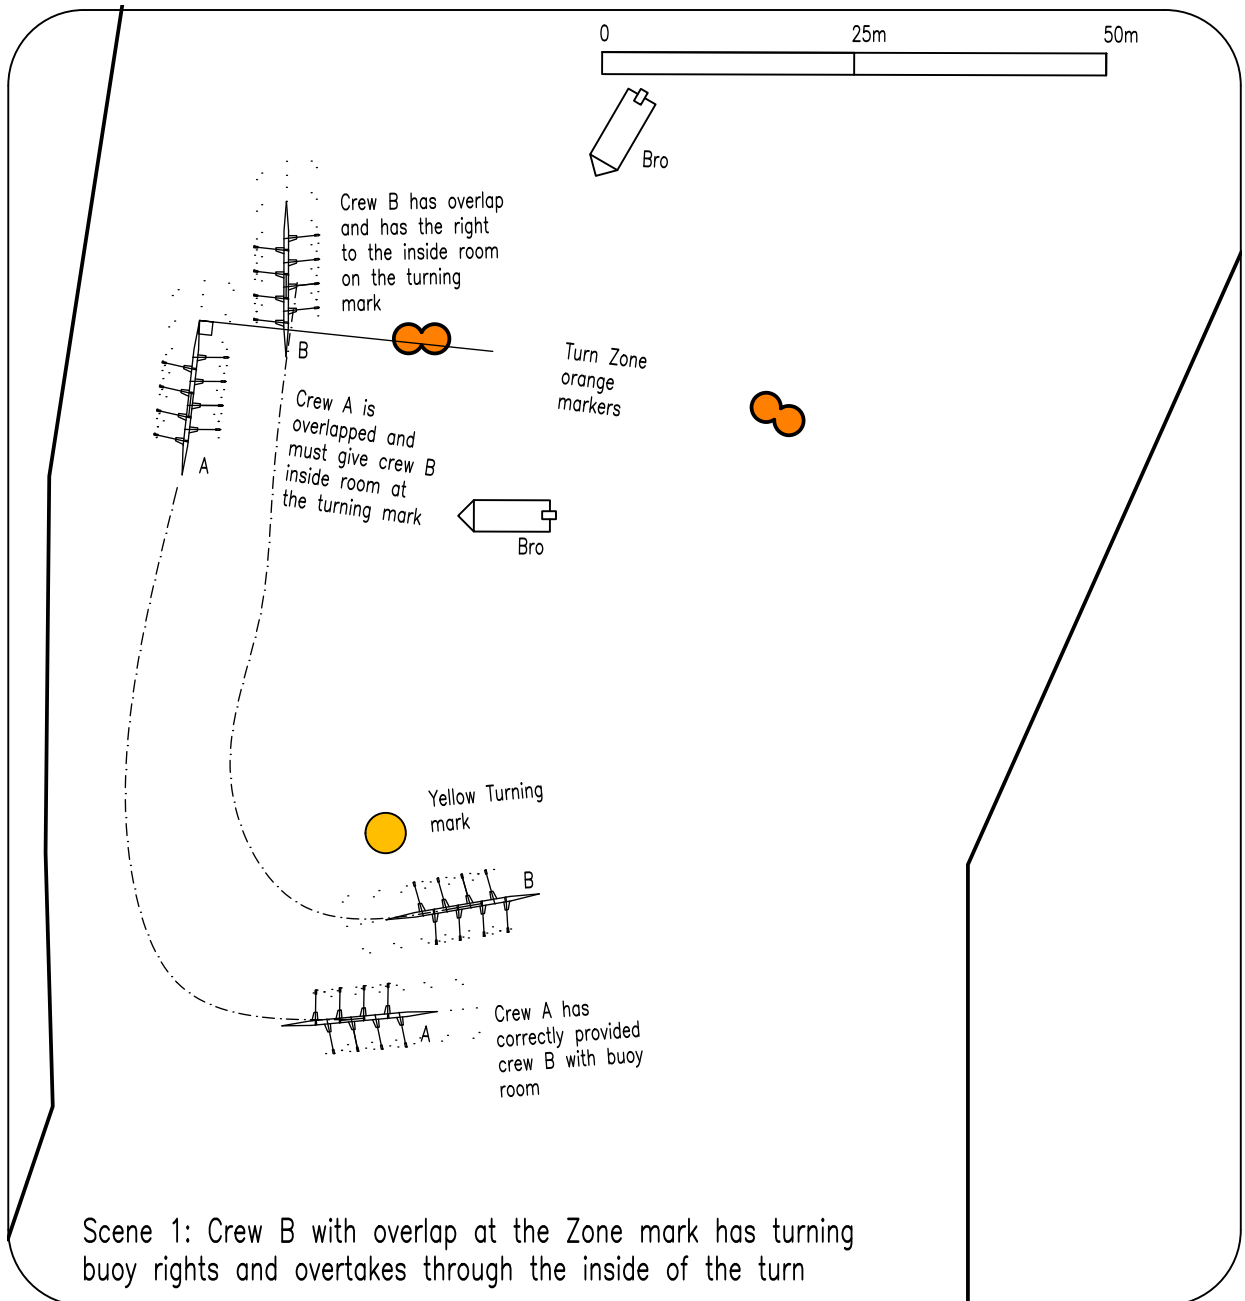 0
25m
50m
Bro
Crew B has overlap
and has the right
to the inside room
on the turning
mark
B
Turn Zone
orange
markers
Crew A is
overlapped and
must give crew B
inside room at
the turning mark
A
Bro
Yellow Turning
mark
B
Crew A has
correctly provided
crew B with buoy
room
A
Scene 1: Crew B with overlap at the Zone mark has turning
buoy rights and overtakes through the inside of the turn